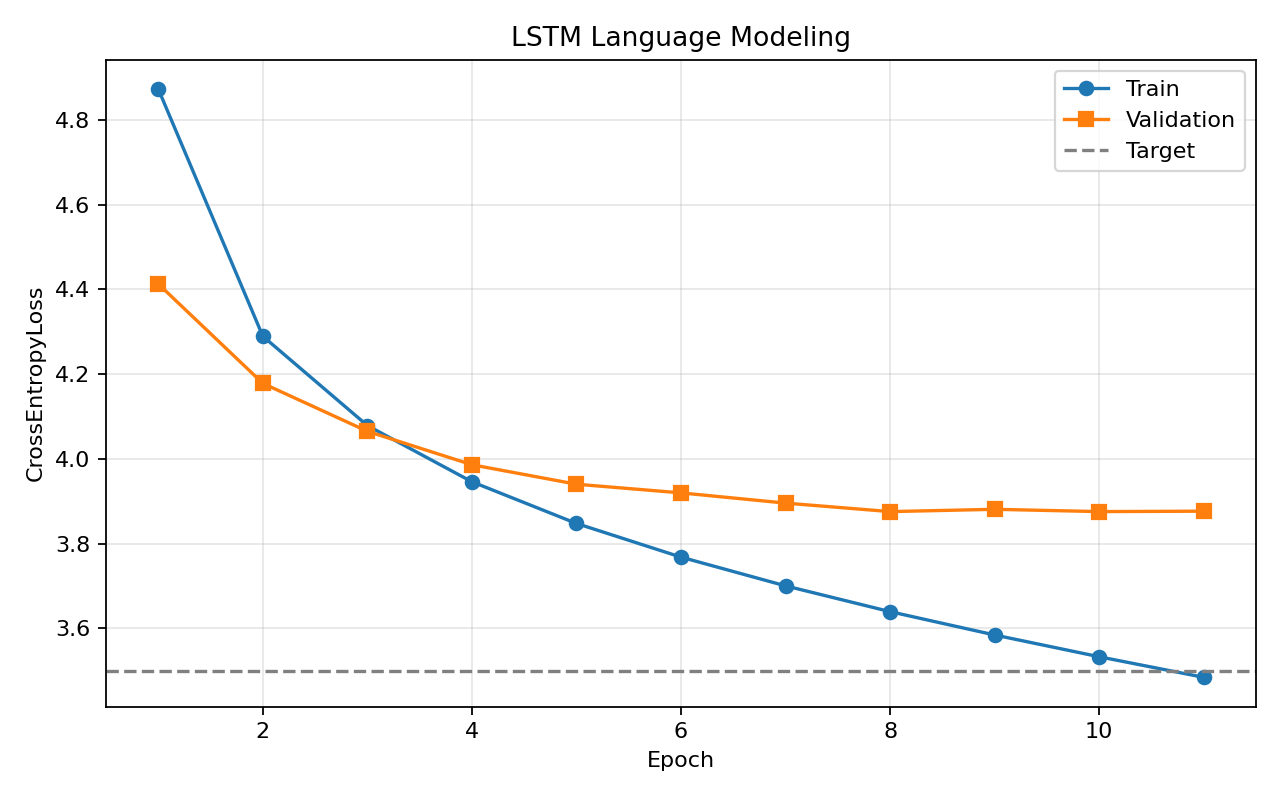 LSTM Language Modeling
Train
Validation
Target
CrossEntropyLoss
4.8
4.6
4.4
4.2
4.0
3.8
3.6
2
4
6
8
10
Epoch